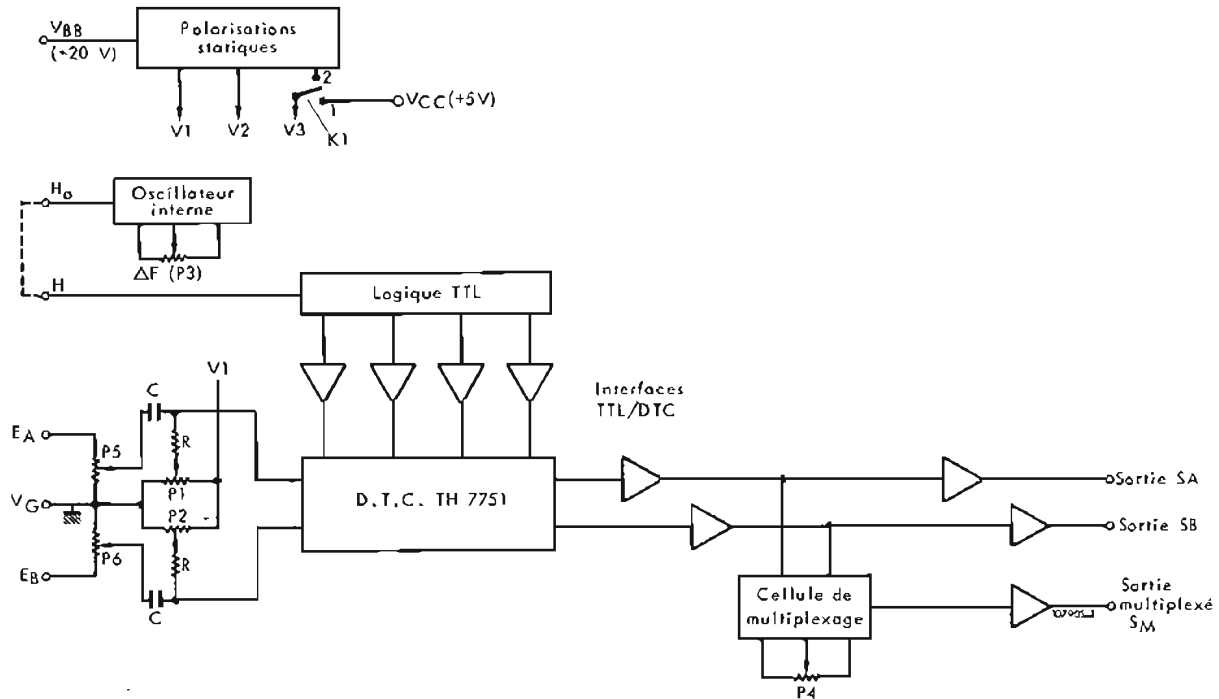 VBB
(+20 V)
Polarisations
statiques
2
1
VCC (+5V)
V1
V2
V3
K1
Ho
Oscillateur
interne
ΔF (P3)
H
Logique TTL
V1
C
Interfaces
TTL/DTC
EA
P5
R
VG
P1
P2
D.T.C. TH 7751
Sortie SA
Sortie SB
P6
R
EB
C
Cellule de
multiplexage
Sortie
multiplexé
SM
P4